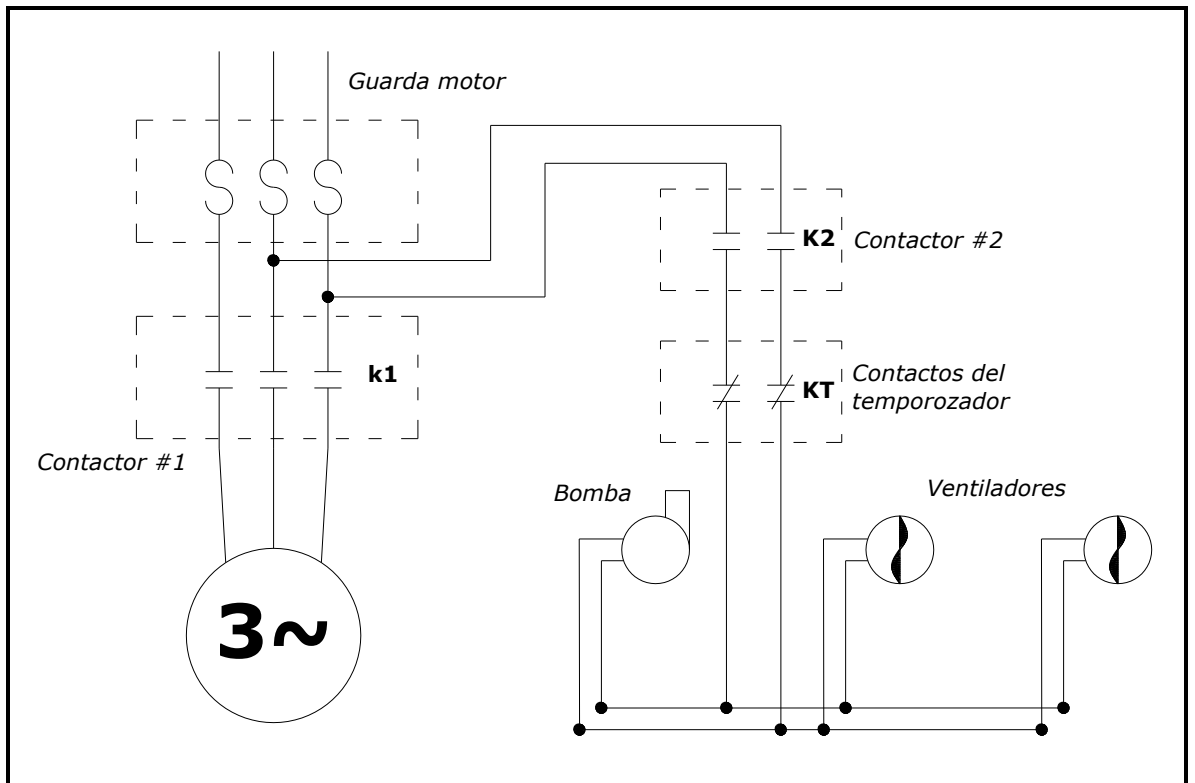 Guarda motor
K2
Contactor #2
k1
KT
Contactos del
temporozador
Contactor #1
Bomba
Ventiladores
3~